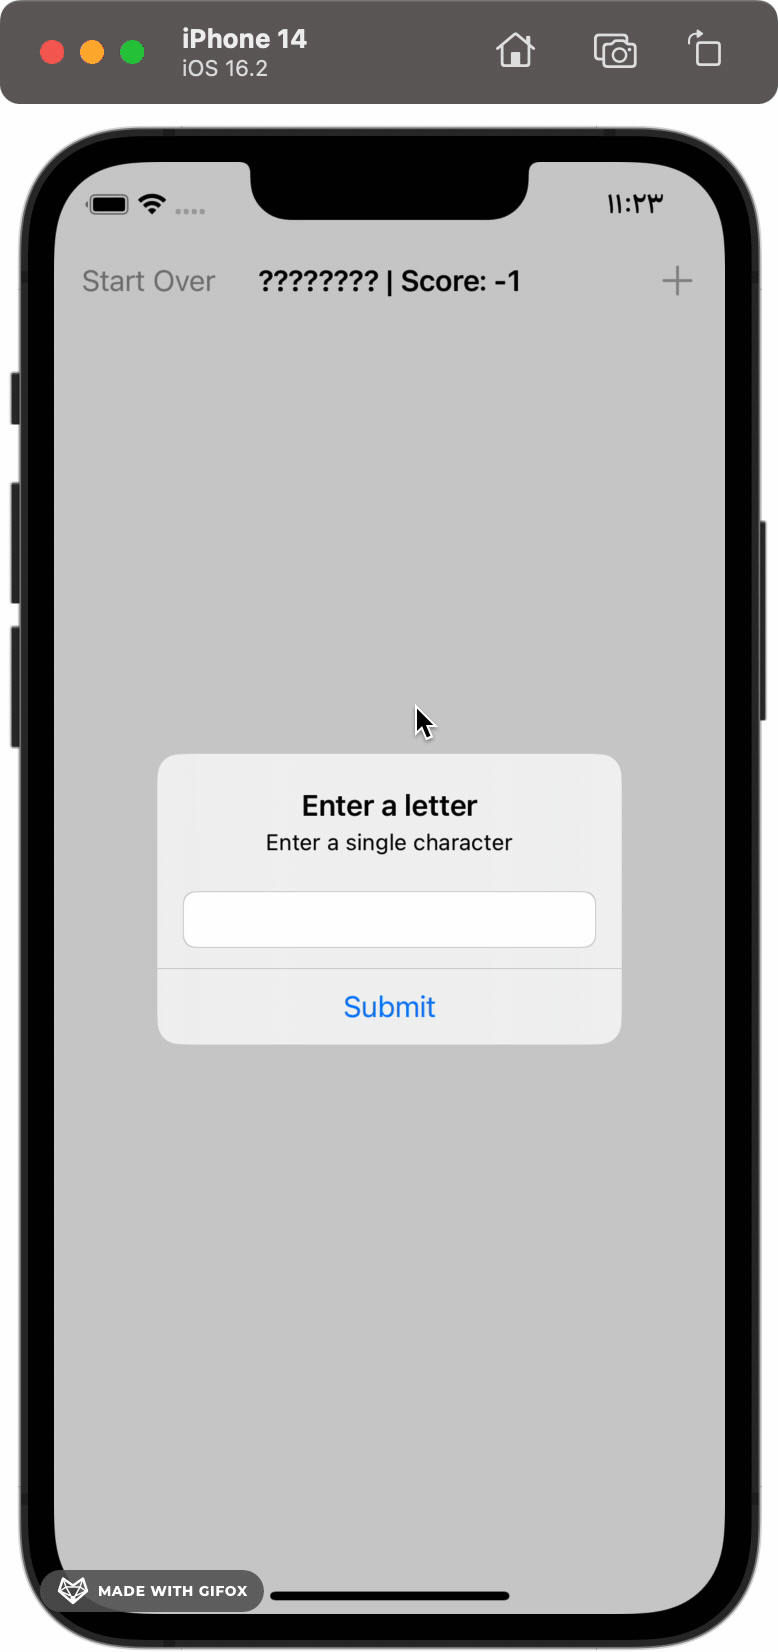 iPhone 14
iOS 16.2
١١:٢٣
Start Over
???????? | Score: -1
Enter a letter
Enter a single character
Submit
MADE WITH GIFOX